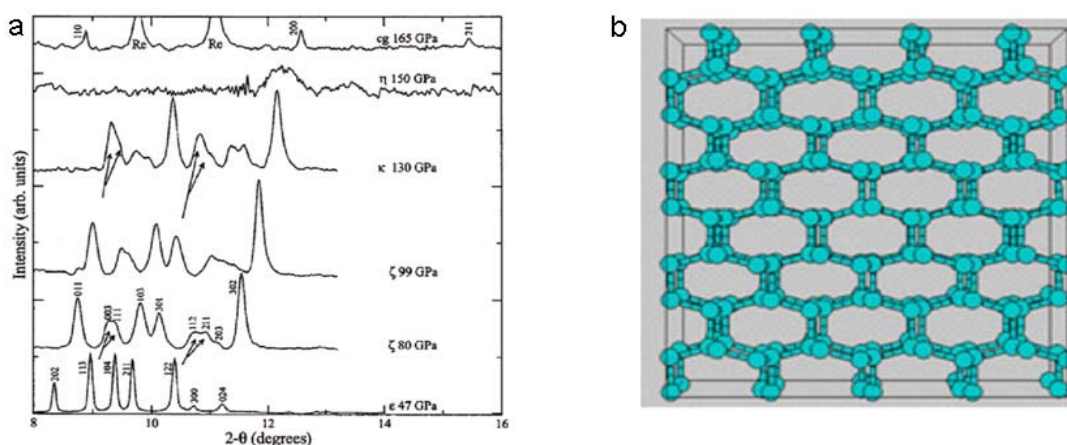 a
b
110
Re
Re
200
211
cg 165 GPa
η 150 GPa
κ 130 GPa
ζ 99 GPa
011
003
111
103
301
112
211
203
302
ζ 80 GPa
202
113
104
211
122
300
024
ε 47 GPa
Intensity (arb. units)
8
10
12
14
16
2-θ (degrees)